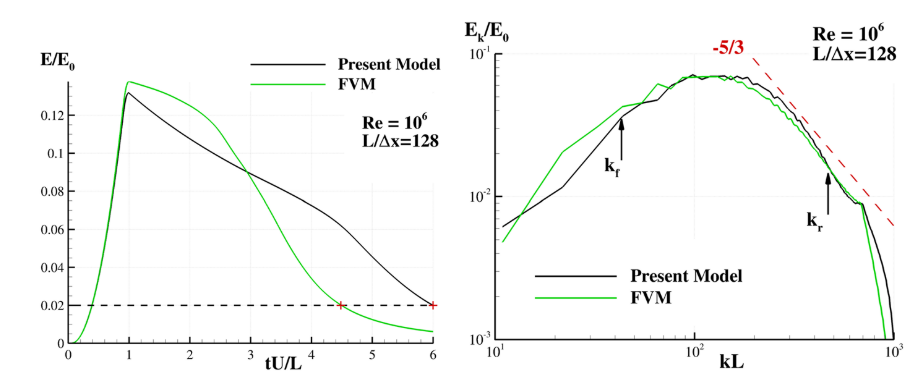 E/E₀
Present Model
FVM
Re = 10⁶
L/Δx=128
0.12
0.1
0.08
0.06
0.04
0.02
0
0 1 2 3 4 5 6
tU/L
Eₖ/E₀
-5/3
Re = 10⁶
L/Δx=128
10⁻¹
k_f
10⁻²
k_r
Present Model
FVM
10⁻³
10¹ 10² 10³
kL